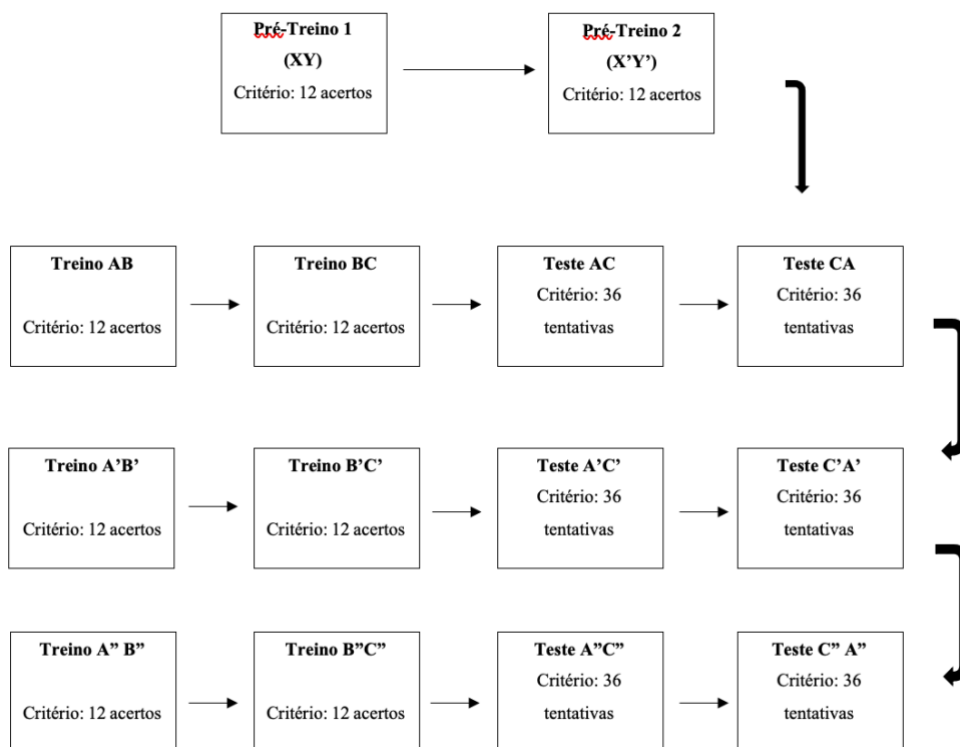 Pré-Treino 1
(XY)
Critério: 12 acertos
Pré-Treino 2
(X’Y’)
Critério: 12 acertos
Treino AB
Critério: 12 acertos
Treino BC
Critério: 12 acertos
Teste AC
Critério: 36
tentativas
Teste CA
Critério: 36
tentativas
Treino A’B’
Critério: 12 acertos
Treino B’C’
Critério: 12 acertos
Teste A’C’
Critério: 36
tentativas
Teste C’A’
Critério: 36
tentativas
Treino A” B”
Critério: 12 acertos
Treino B”C”
Critério: 12 acertos
Teste A”C”
Critério: 36
tentativas
Teste C” A”
Critério: 36
tentativas